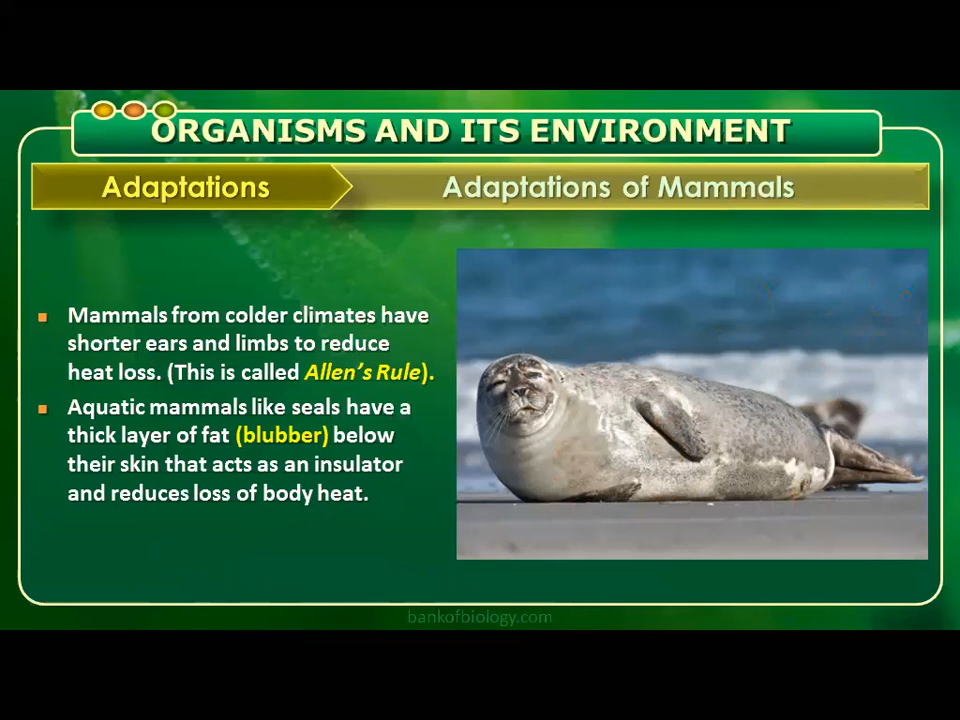 ORGANISMS AND ITS ENVIRONMENT
Adaptations
Adaptations of Mammals
Mammals from colder climates have
shorter ears and limbs to reduce
heat loss. (This is called Allen's Rule).
Aquatic mammals like seals have a
thick layer of fat (blubber) below
their skin that acts as an insulator
and reduces loss of body heat.
bankofbiology.com